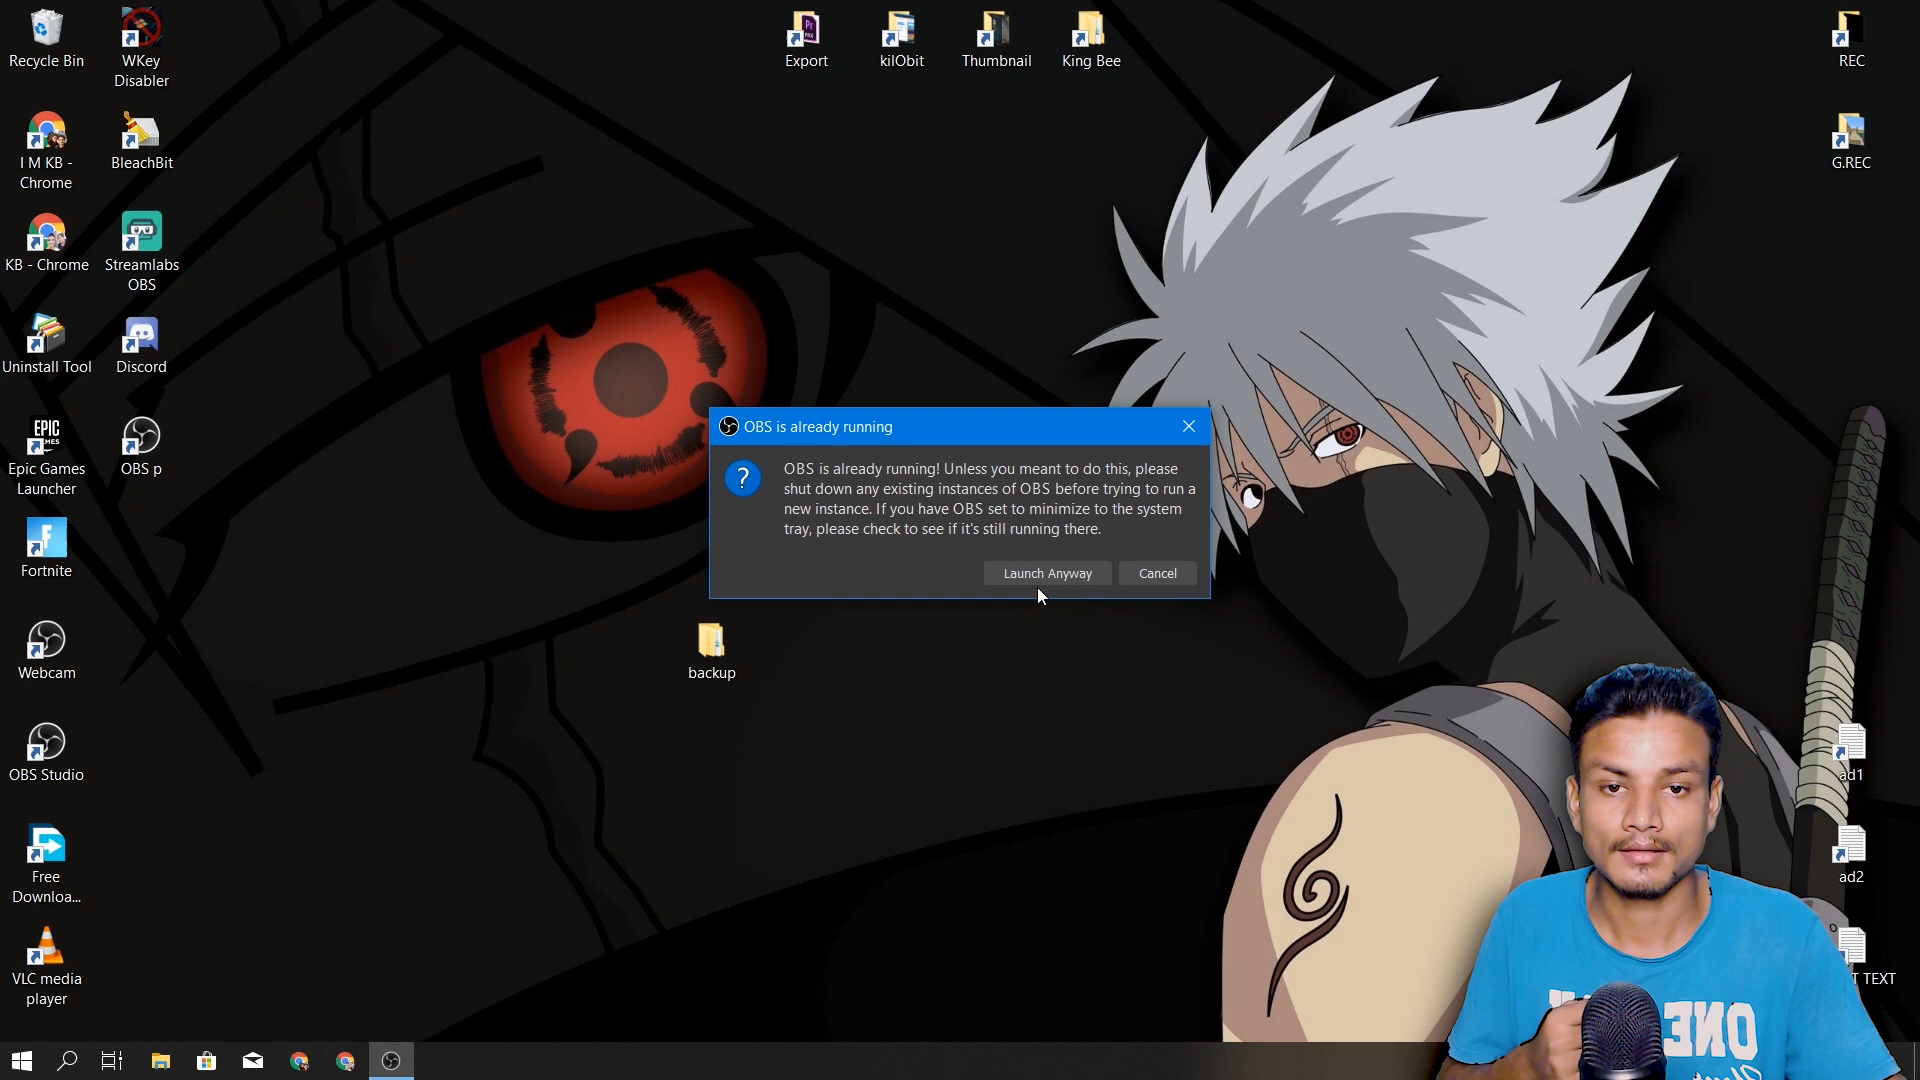 Recycle Bin
WKey
Disabler
Export
kilObit
Thumbnail
King Bee
REC
I M KB -
Chrome
BleachBit
G.REC
KB - Chrome
Streamlabs
OBS
Uninstall Tool
Discord
EPIC
GAMES
Epic Games
Launcher
OBS p
OBS is already running
OBS is already running! Unless you meant to do this, please
shut down any existing instances of OBS before trying to run a
new instance. If you have OBS set to minimize to the system
tray, please check to see if it's still running there.
Launch Anyway
Cancel
Fortnite
Webcam
backup
OBS Studio
ad1
Free
Downloa...
ad2
VLC media
player
TEXT
ONE